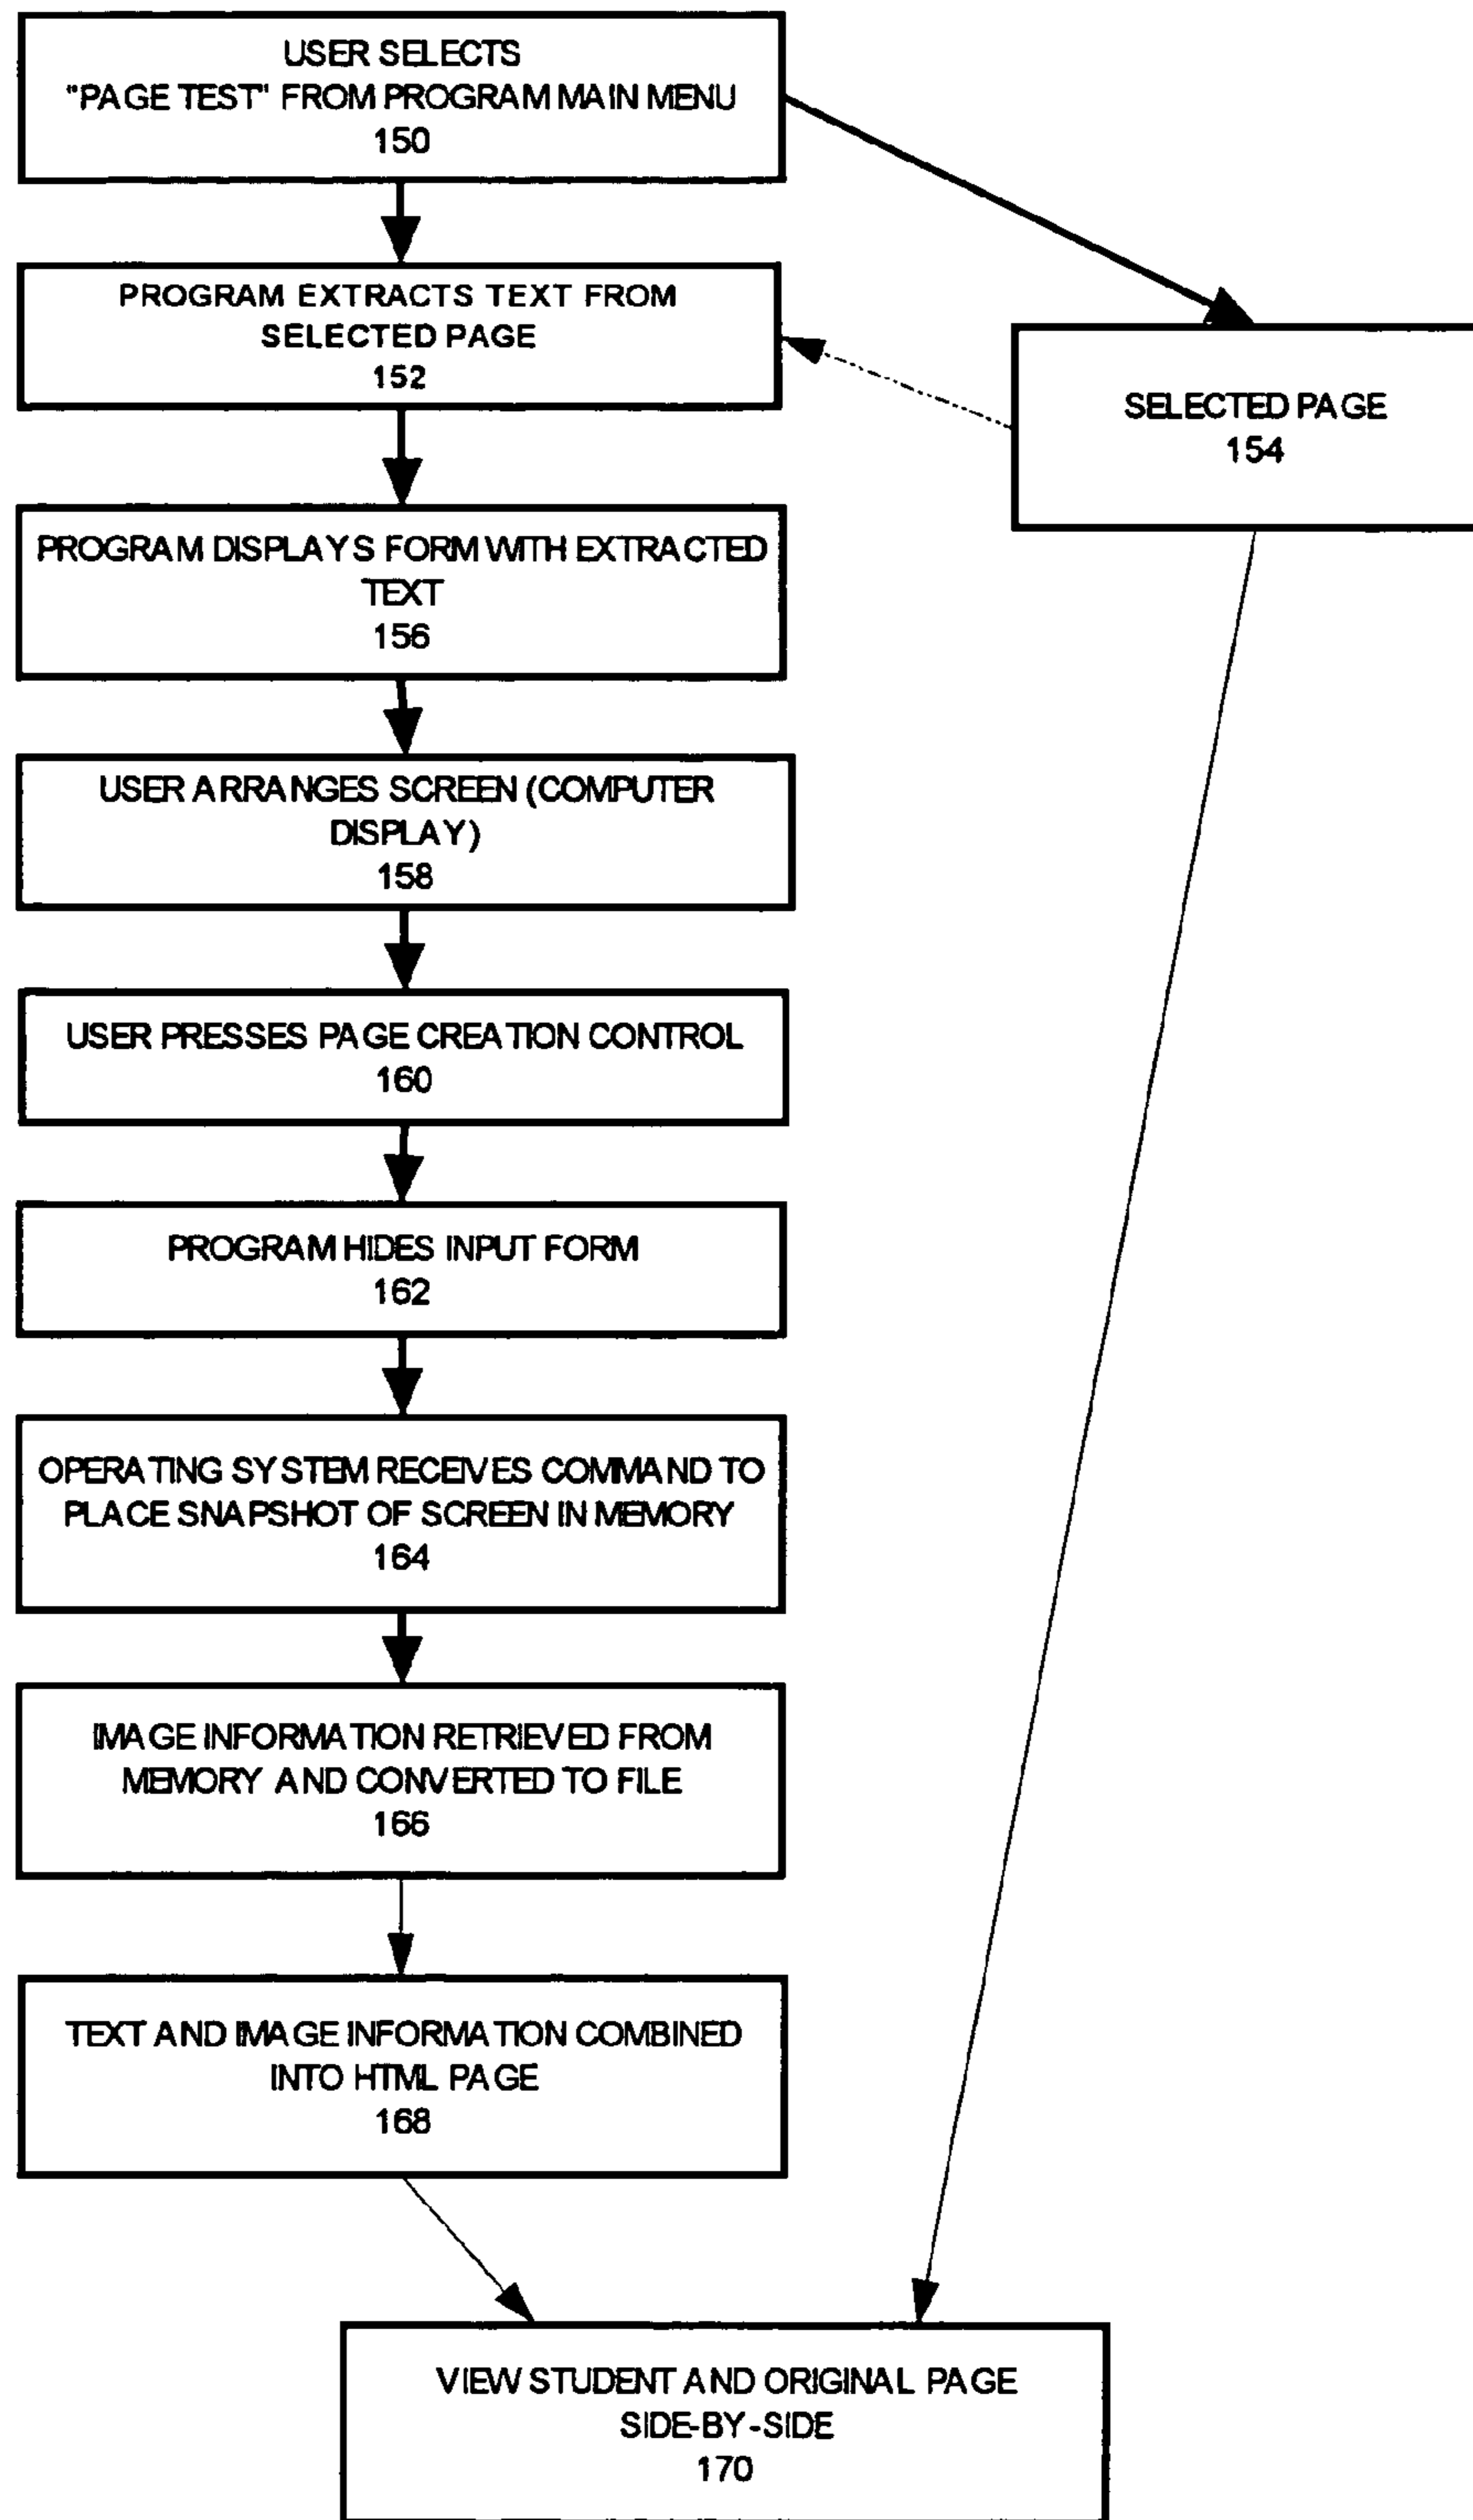 USER SELECTS
"PAGE TEST" FROM PROGRAM MAIN MENU
150
PROGRAM EXTRACTS TEXT FROM
SELECTED PAGE
152
SELECTED PAGE
154
PROGRAM DISPLAYS FORM WITH EXTRACTED
TEXT
156
USER ARRANGES SCREEN (COMPUTER
DISPLAY)
158
USER PRESSES PAGE CREATION CONTROL
160
PROGRAM HIDES INPUT FORM
162
OPERATING SYSTEM RECEIVES COMMAND TO
PLACE SNAPSHOT OF SCREEN IN MEMORY
164
IMAGE INFORMATION RETRIEVED FROM
MEMORY AND CONVERTED TO FILE
166
TEXT AND IMAGE INFORMATION COMBINED
INTO HTML PAGE
168
VIEW STUDENT AND ORIGINAL PAGE
SIDE-BY-SIDE
170